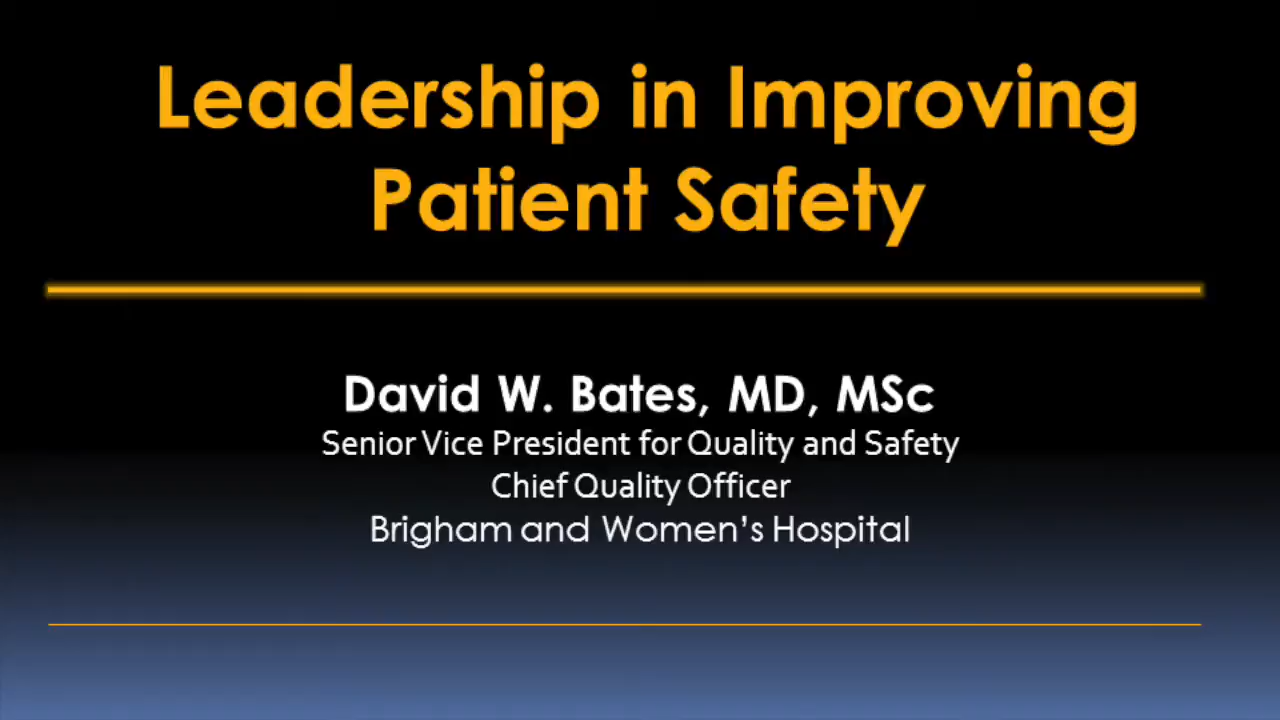 Leadership in Improving
Patient Safety
David W. Bates, MD, MSc
Senior Vice President for Quality and Safety
Chief Quality Officer
Brigham and Women’s Hospital